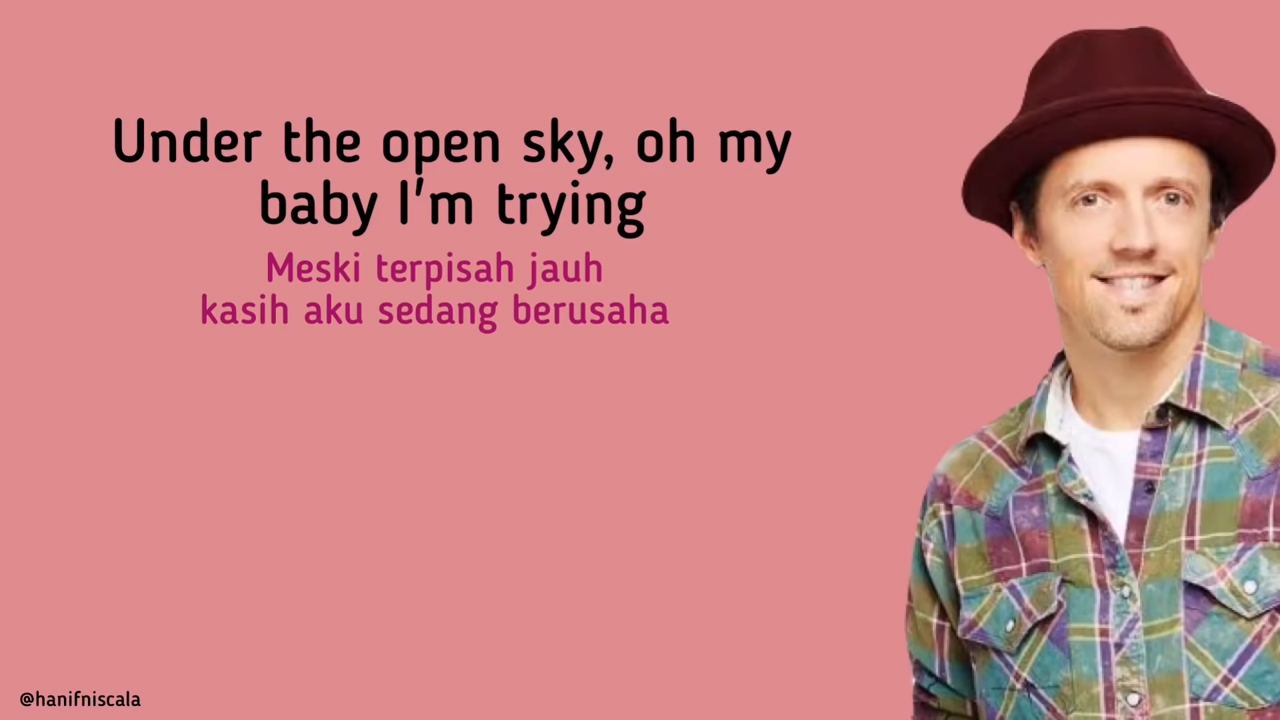 Under the open sky, oh my
baby I'm trying
Meski terpisah jauh
kasih aku sedang berusaha
@hanifniscala